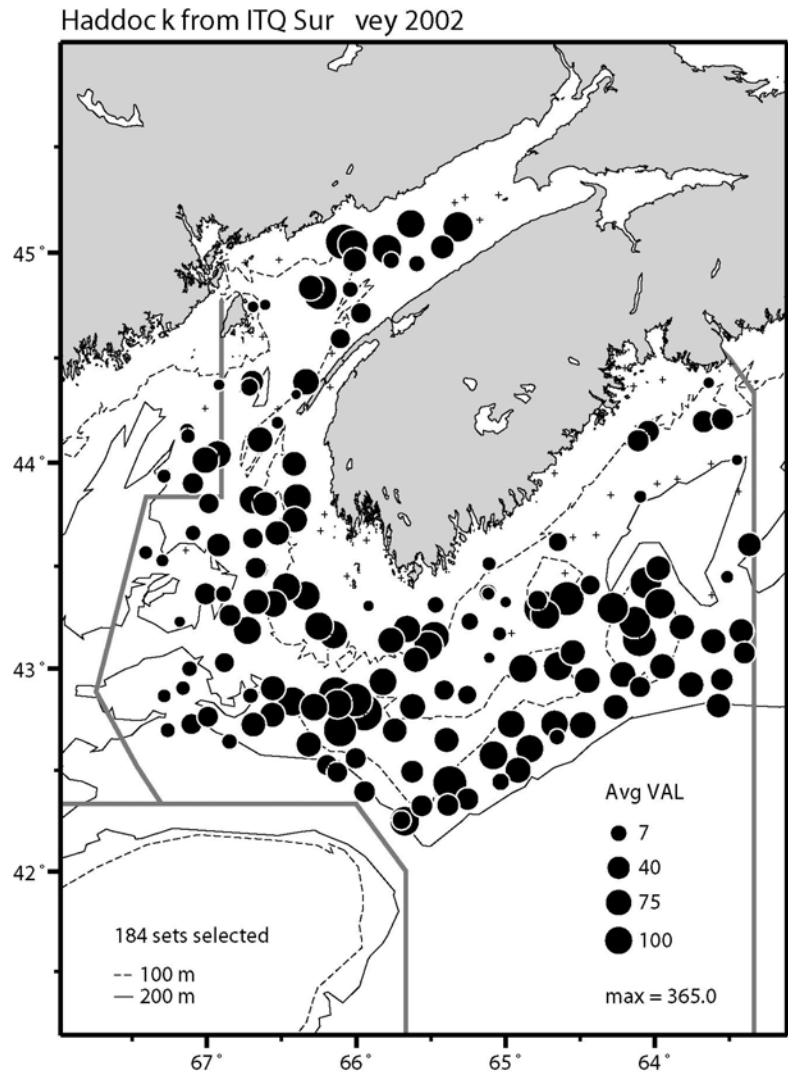 Haddoc k from ITQ Sur vey 2002
45°
44°
43°
42°
Avg VAL
7
40
75
100
184 sets selected
100 m
200 m
max = 365.0
67° 66° 65° 64°